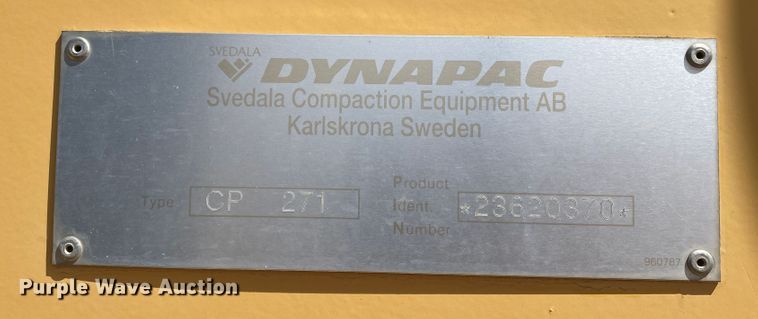 SVEDALA
DYNAPAC
Svedala Compaction Equipment AB
Karlskrona Sweden
Type CP 271
Product
Ident. *23620370*
Number
960787
Purple Wave Auction